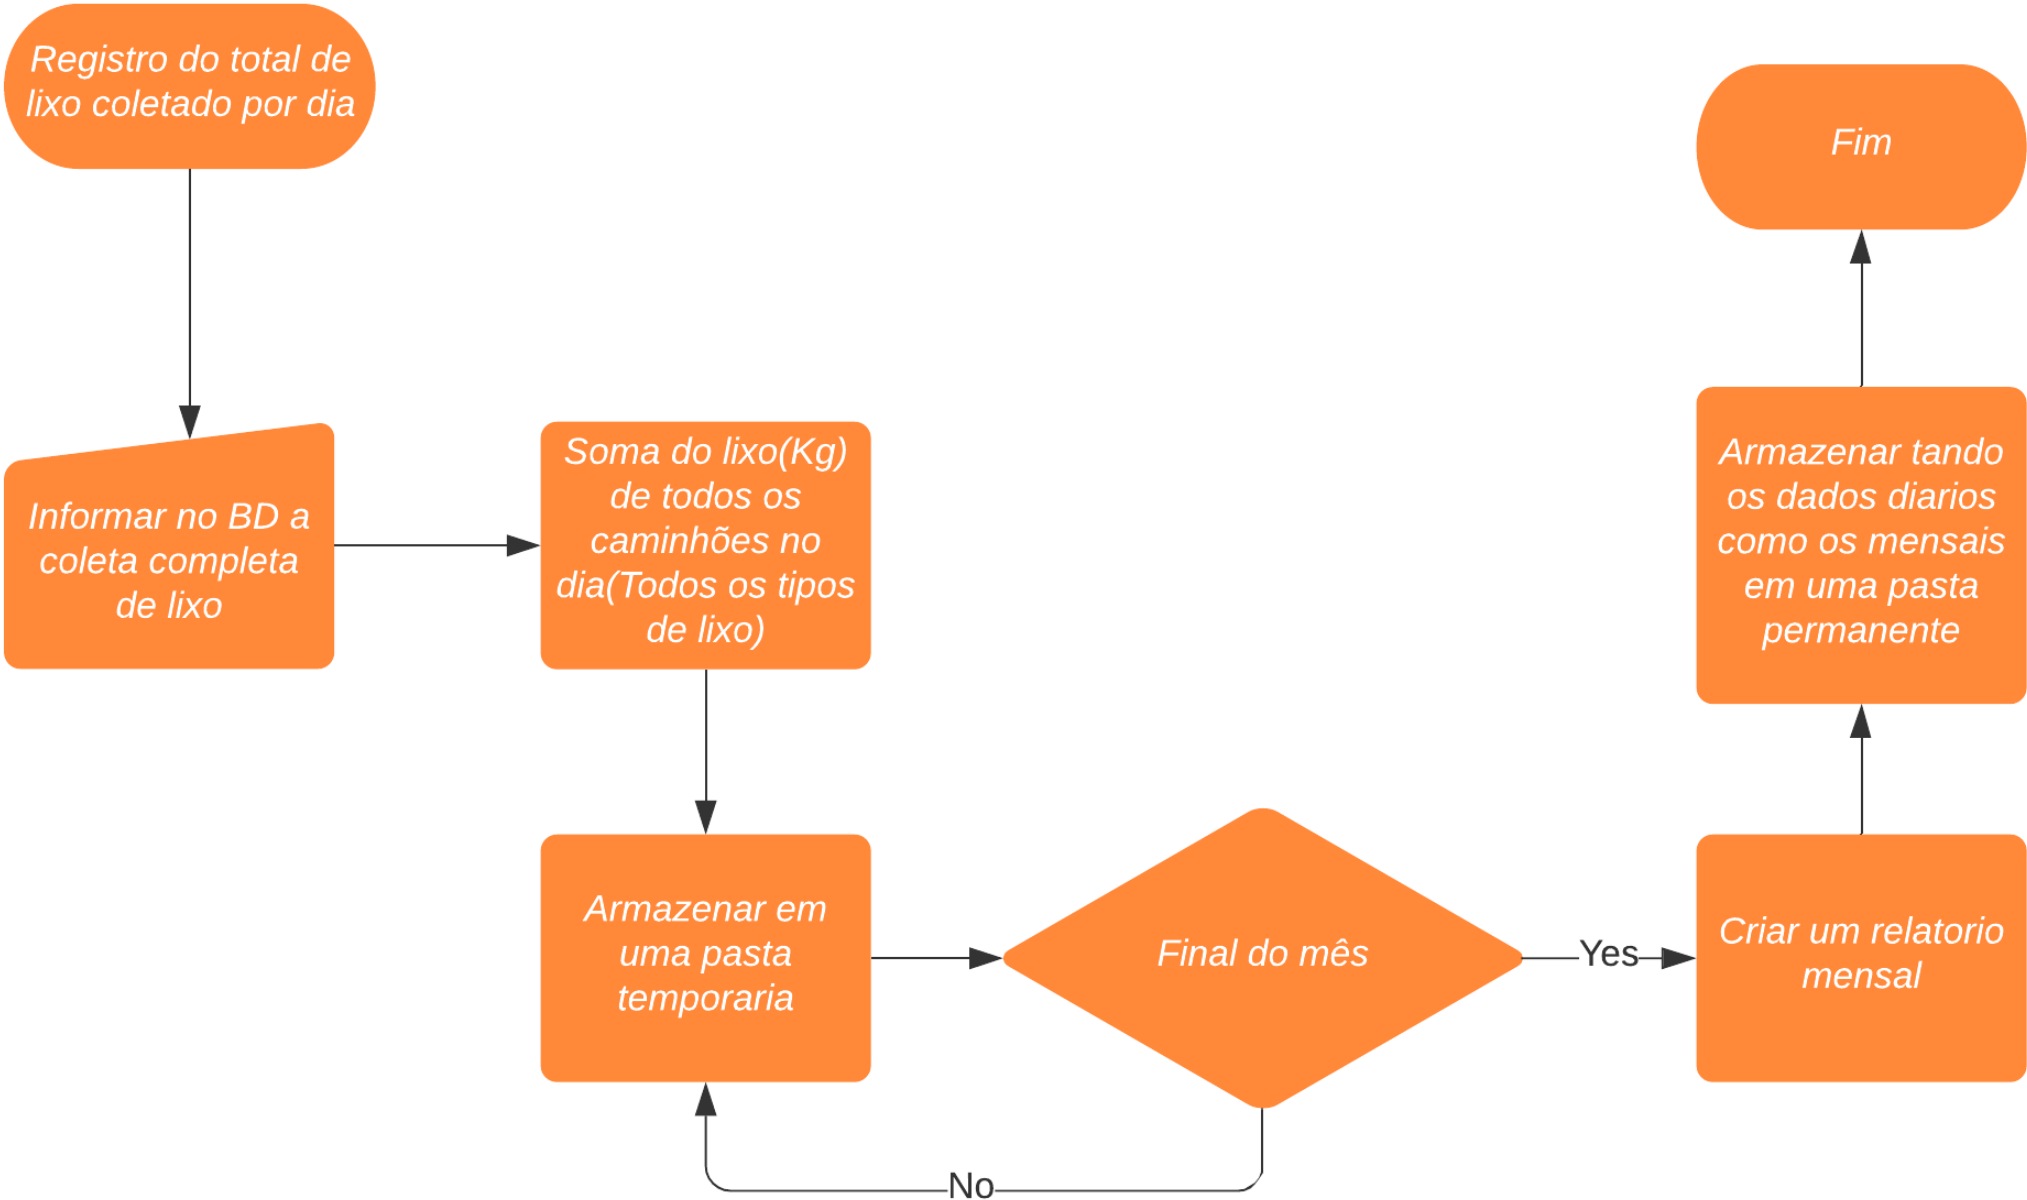 Registro do total de
lixo coletado por dia
Informar no BD a
coleta completa
de lixo
Soma do lixo(Kg)
de todos os
caminhões no
dia(Todos os tipos
de lixo)
Armazenar em
uma pasta
temporaria
Final do mês
No
Yes
Criar um relatorio
mensal
Armazenar tando
os dados diarios
como os mensais
em uma pasta
permanente
Fim